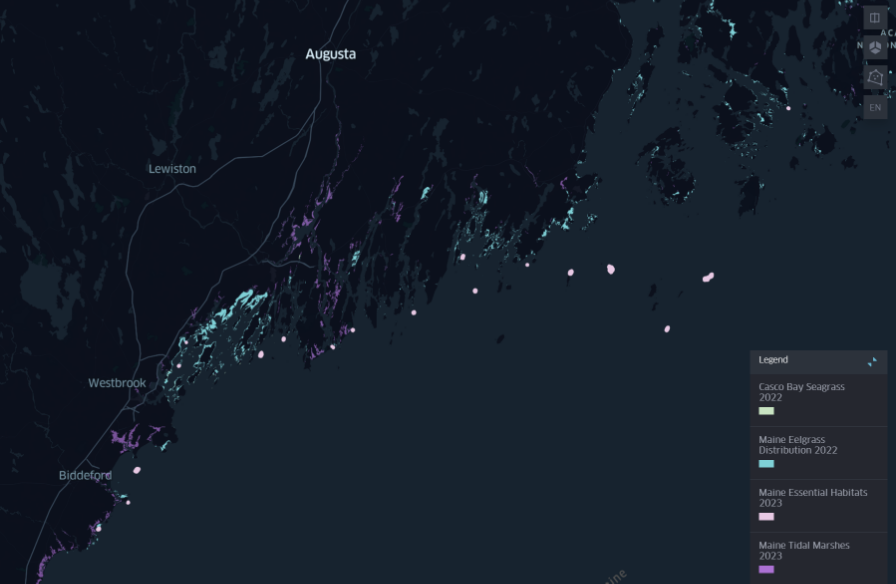 Augusta
Lewiston
Westbrook
Biddeford
EN
Legend
Casco Bay Seagrass
2022
Maine Eelgrass
Distribution 2022
Maine Essential Habitats
2023
Maine Tidal Marshes
2023